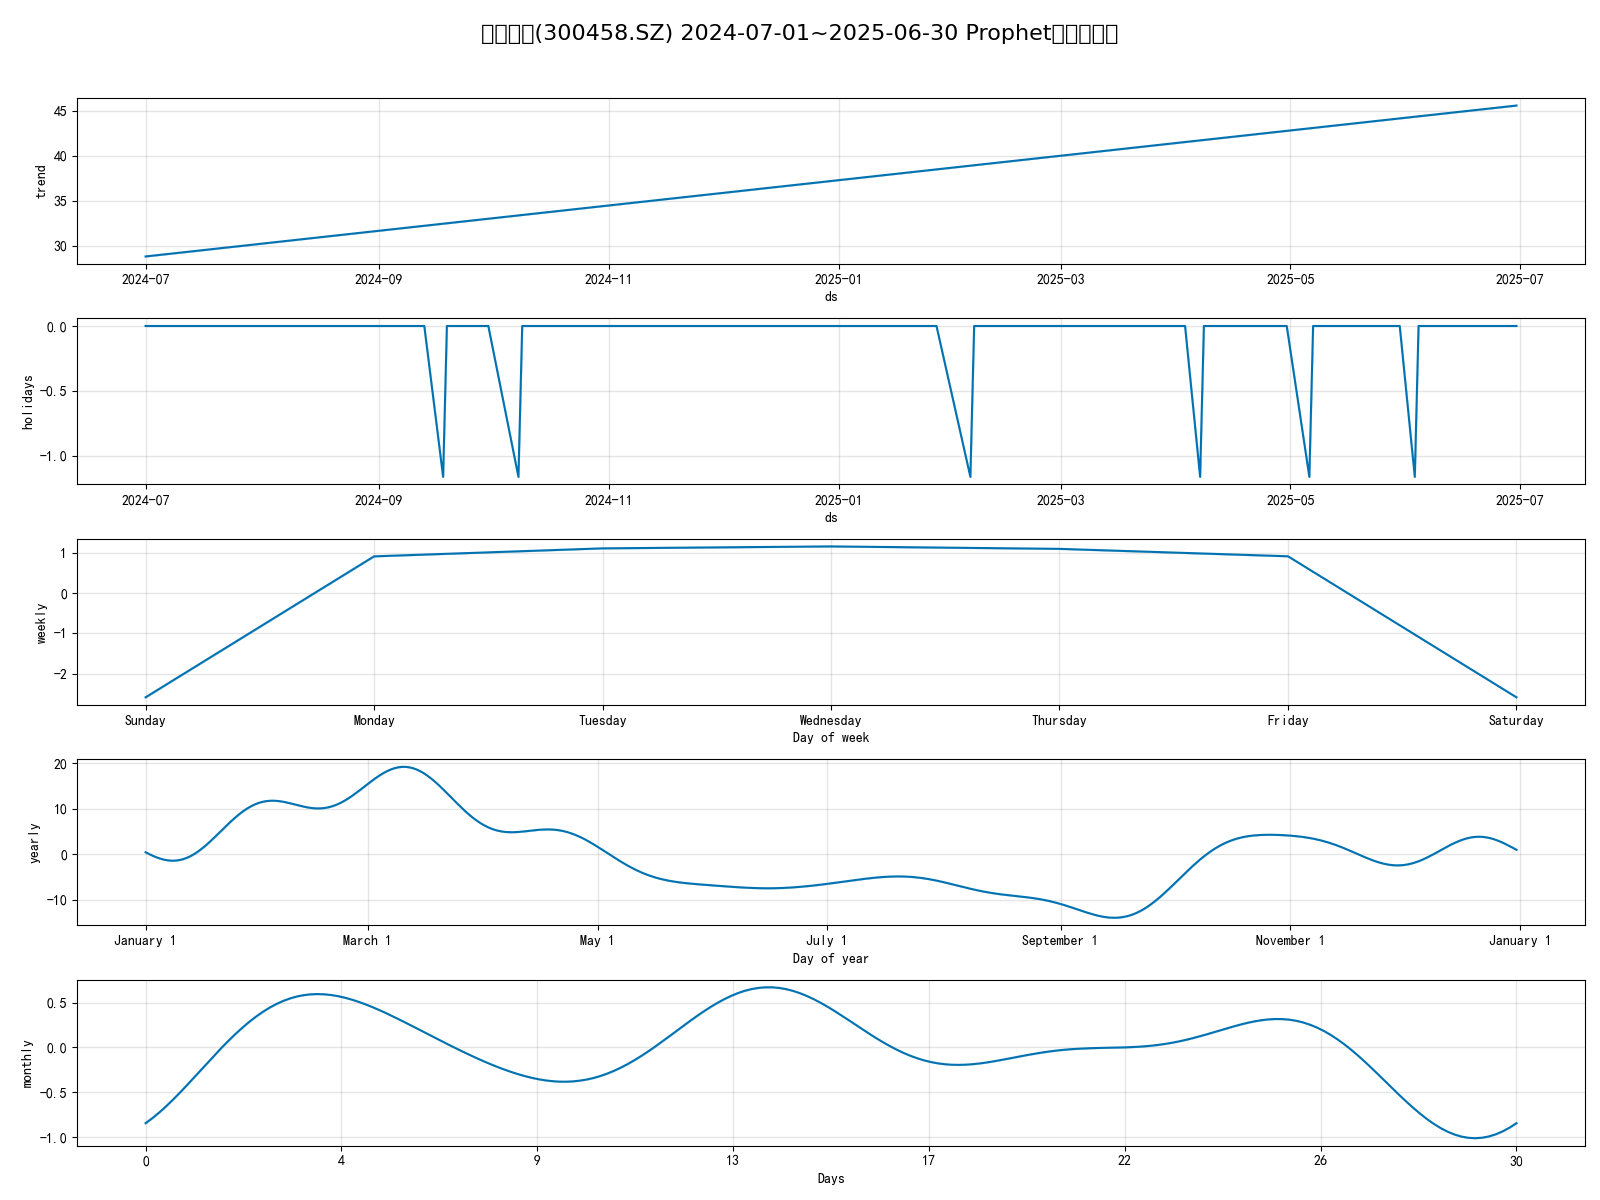 (300458.SZ) 2024-07-01~2025-06-30 Prophet
45
40
35
30
trend
2024-07 2024-09 2024-11 2025-01 2025-03 2025-05 2025-07
ds
0.0
-0.5
-1.0
holidays
2024-07 2024-09 2024-11 2025-01 2025-03 2025-05 2025-07
ds
1
0
-1
-2
weekly
Sunday Monday Tuesday Wednesday Thursday Friday Saturday
Day of week
20
10
0
-10
yearly
January 1 March 1 May 1 July 1 September 1 November 1 January 1
Day of year
0.5
0.0
-0.5
-1.0
monthly
0 4 9 13 17 22 26 30
Days